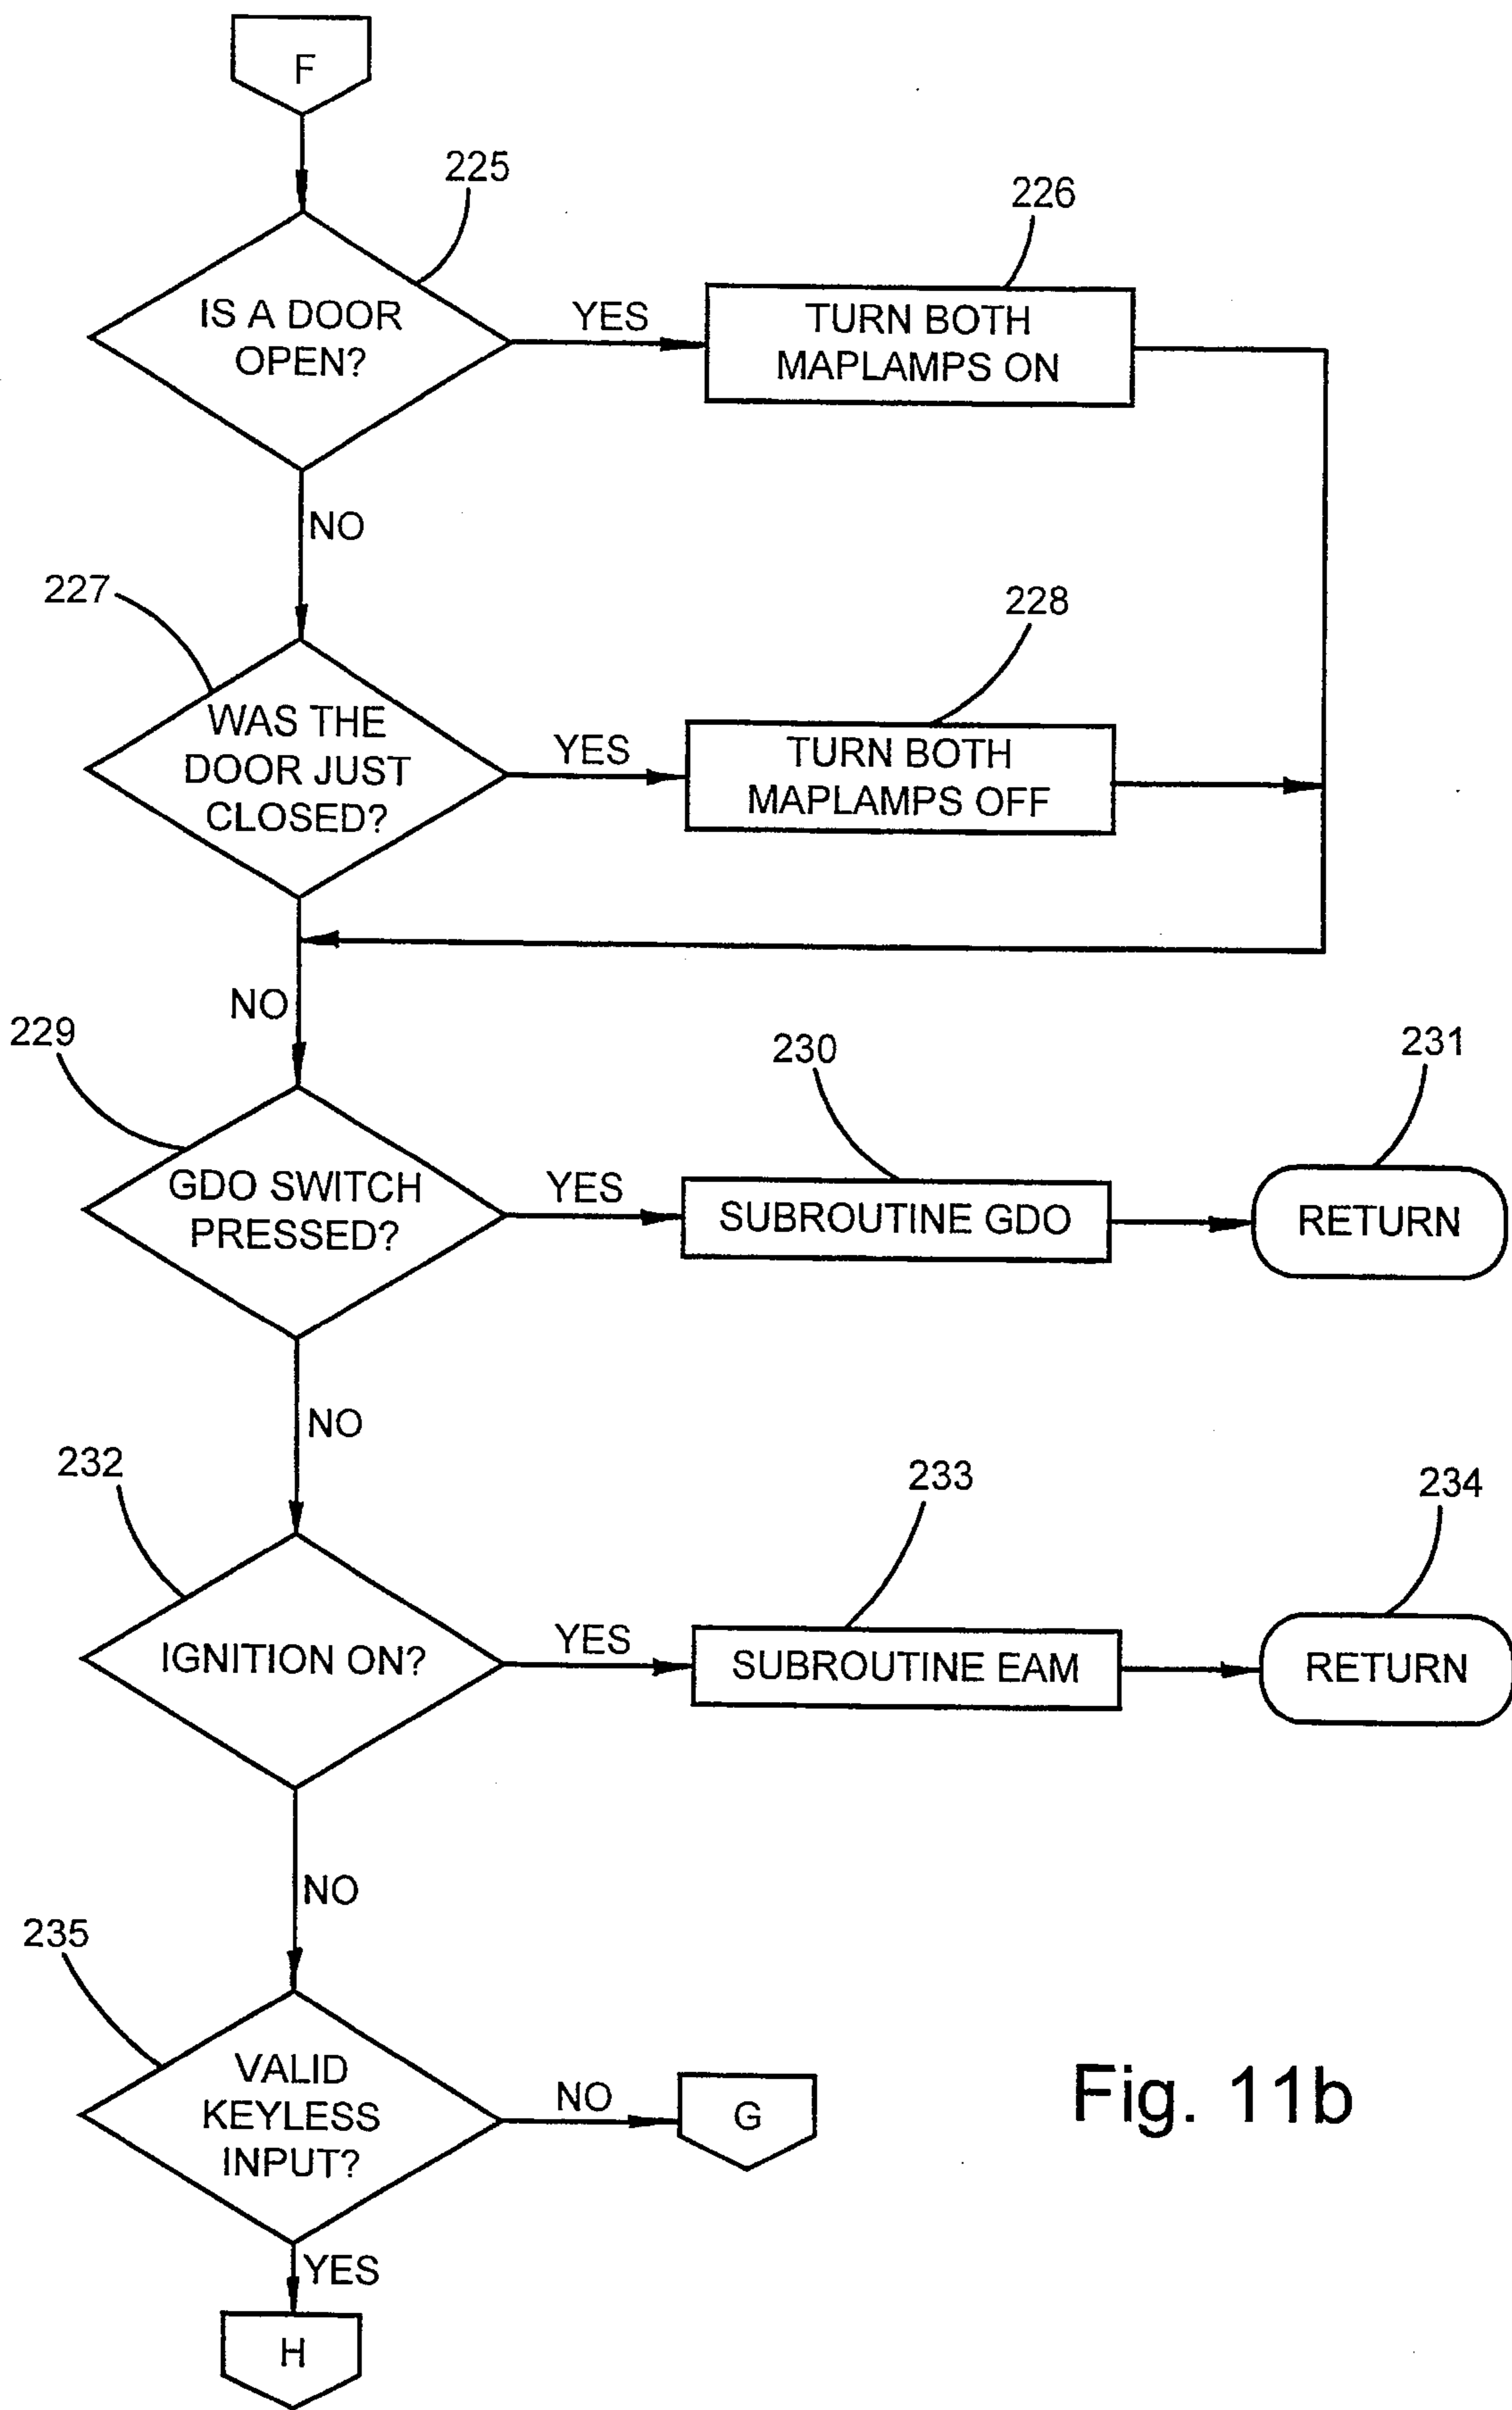 F
225
226
IS A DOOR
OPEN?
YES
TURN BOTH
MAPLAMPS ON
NO
227
228
WAS THE
DOOR JUST
CLOSED?
YES
TURN BOTH
MAPLAMPS OFF
NO
229
230
231
GDO SWITCH
PRESSED?
YES
SUBROUTINE GDO
RETURN
NO
232
233
234
IGNITION ON?
YES
SUBROUTINE EAM
RETURN
NO
235
VALID
KEYLESS
INPUT?
NO
G
YES
H
Fig. 11b